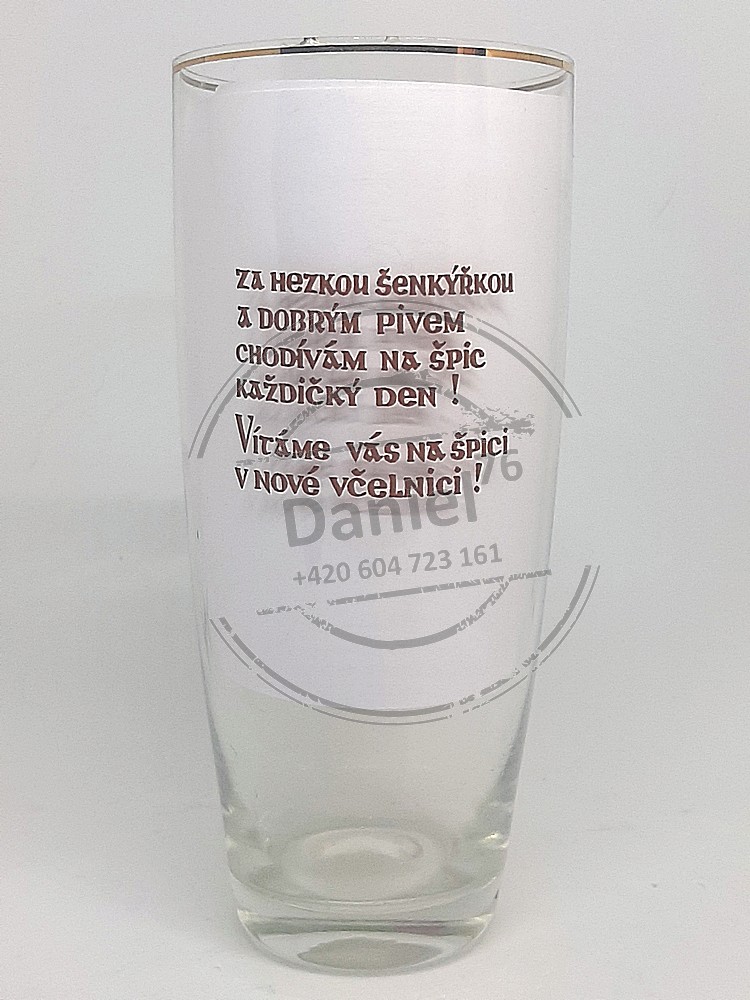 Za hezkou šenkýřkou
a dobrým pivem
chodívám na špic
každičký den !
Vítáme vás na špici
v nové včelnici !
Daniel76
+420 604 723 161